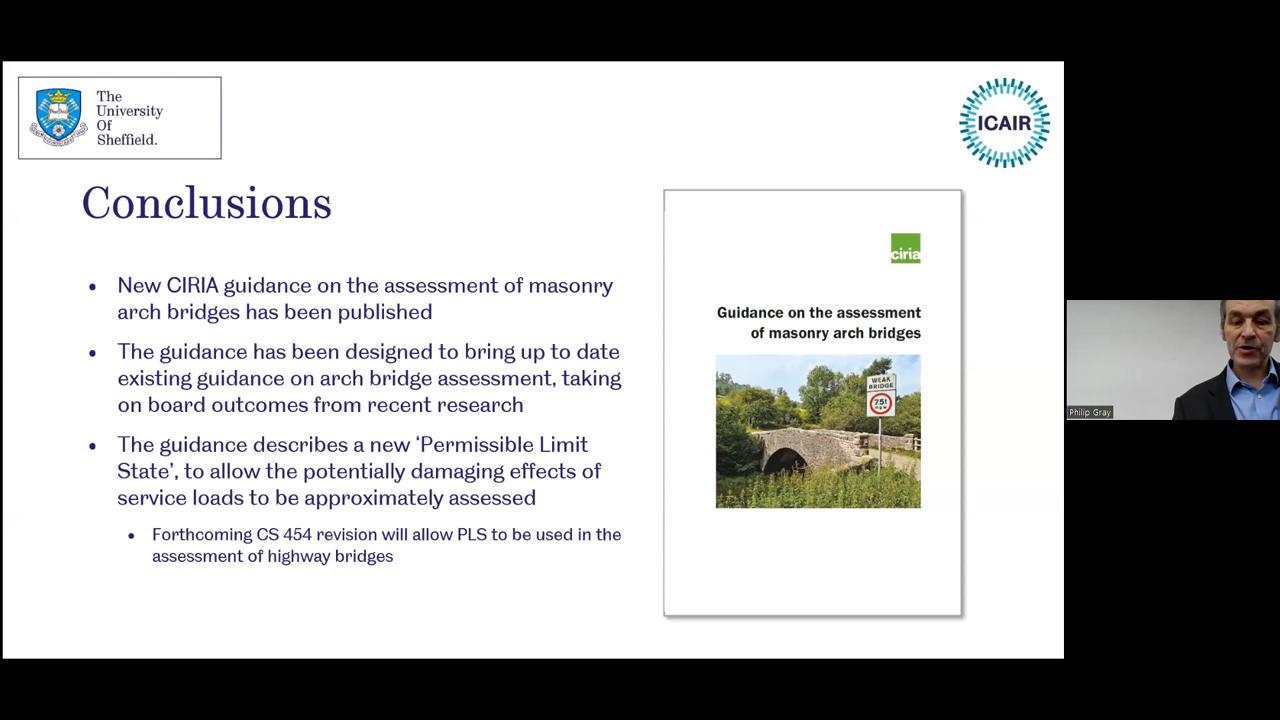 The
University
Of
Sheffield.
ICAIR
Conclusions
• New CIRIA guidance on the assessment of masonry
arch bridges has been published
• The guidance has been designed to bring up to date
existing guidance on arch bridge assessment, taking
on board outcomes from recent research
• The guidance describes a new ‘Permissible Limit
State’, to allow the potentially damaging effects of
service loads to be approximately assessed
• Forthcoming CS 454 revision will allow PLS to be used in the
assessment of highway bridges
ciria
Guidance on the assessment
of masonry arch bridges
WEAK
BRIDGE
Philip Gray